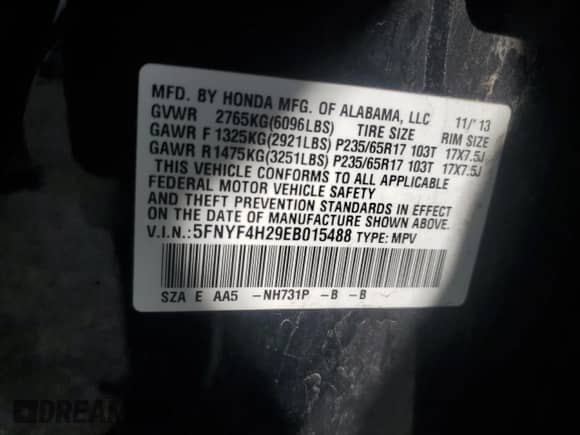 MFD. BY HONDA MFG. OF ALABAMA, LLC 11/'13
GVWR 2765KG(6096LBS) TIRE SIZE RIM SIZE
GAWR F 1325KG(2921LBS) P235/65R17 103T 17X7.5J
GAWR R1475KG(3251LBS) P235/65R17 103T 17X7.5J
THIS VEHICLE CONFORMS TO ALL APPLICABLE
FEDERAL MOTOR VEHICLE SAFETY
AND THEFT PREVENTION STANDARDS IN EFFECT
ON THE DATE OF MANUFACTURE SHOWN ABOVE.
V.I.N.:5FNYF4H29EB015488 TYPE: MPV
SZA E AA5 -NH731P -B -B